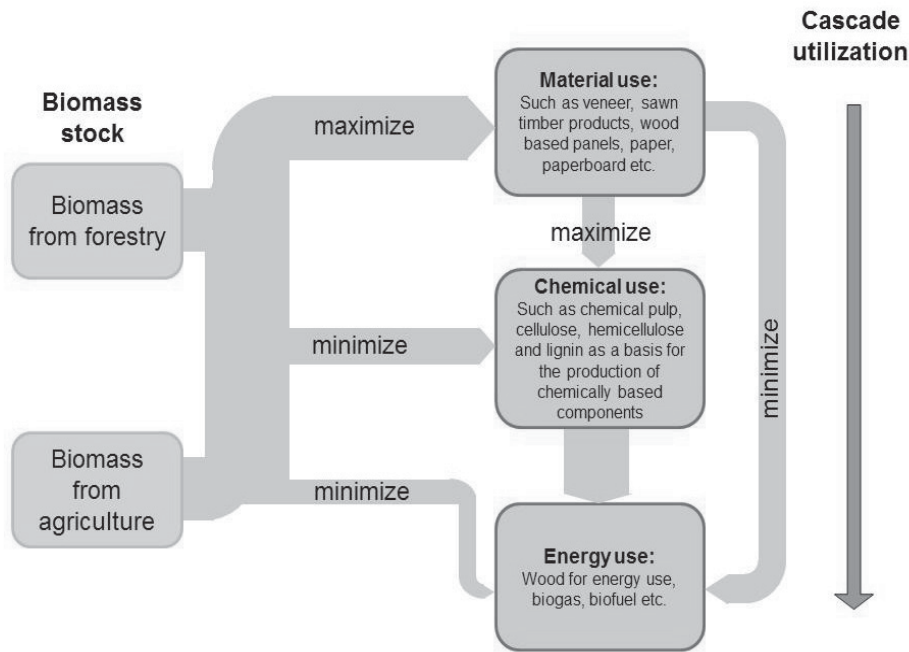 Cascade
utilization
Biomass
stock
Biomass
from forestry
Biomass
from
agriculture
maximize
minimize
minimize
Material use:
Such as veneer, sawn
timber products, wood
based panels, paper,
paperboard etc.
maximize
Chemical use:
Such as chemical pulp,
cellulose, hemicellulose
and lignin as a basis for
the production of
chemically based
components
Energy use:
Wood for energy use,
biogas, biofuel etc.
minimize